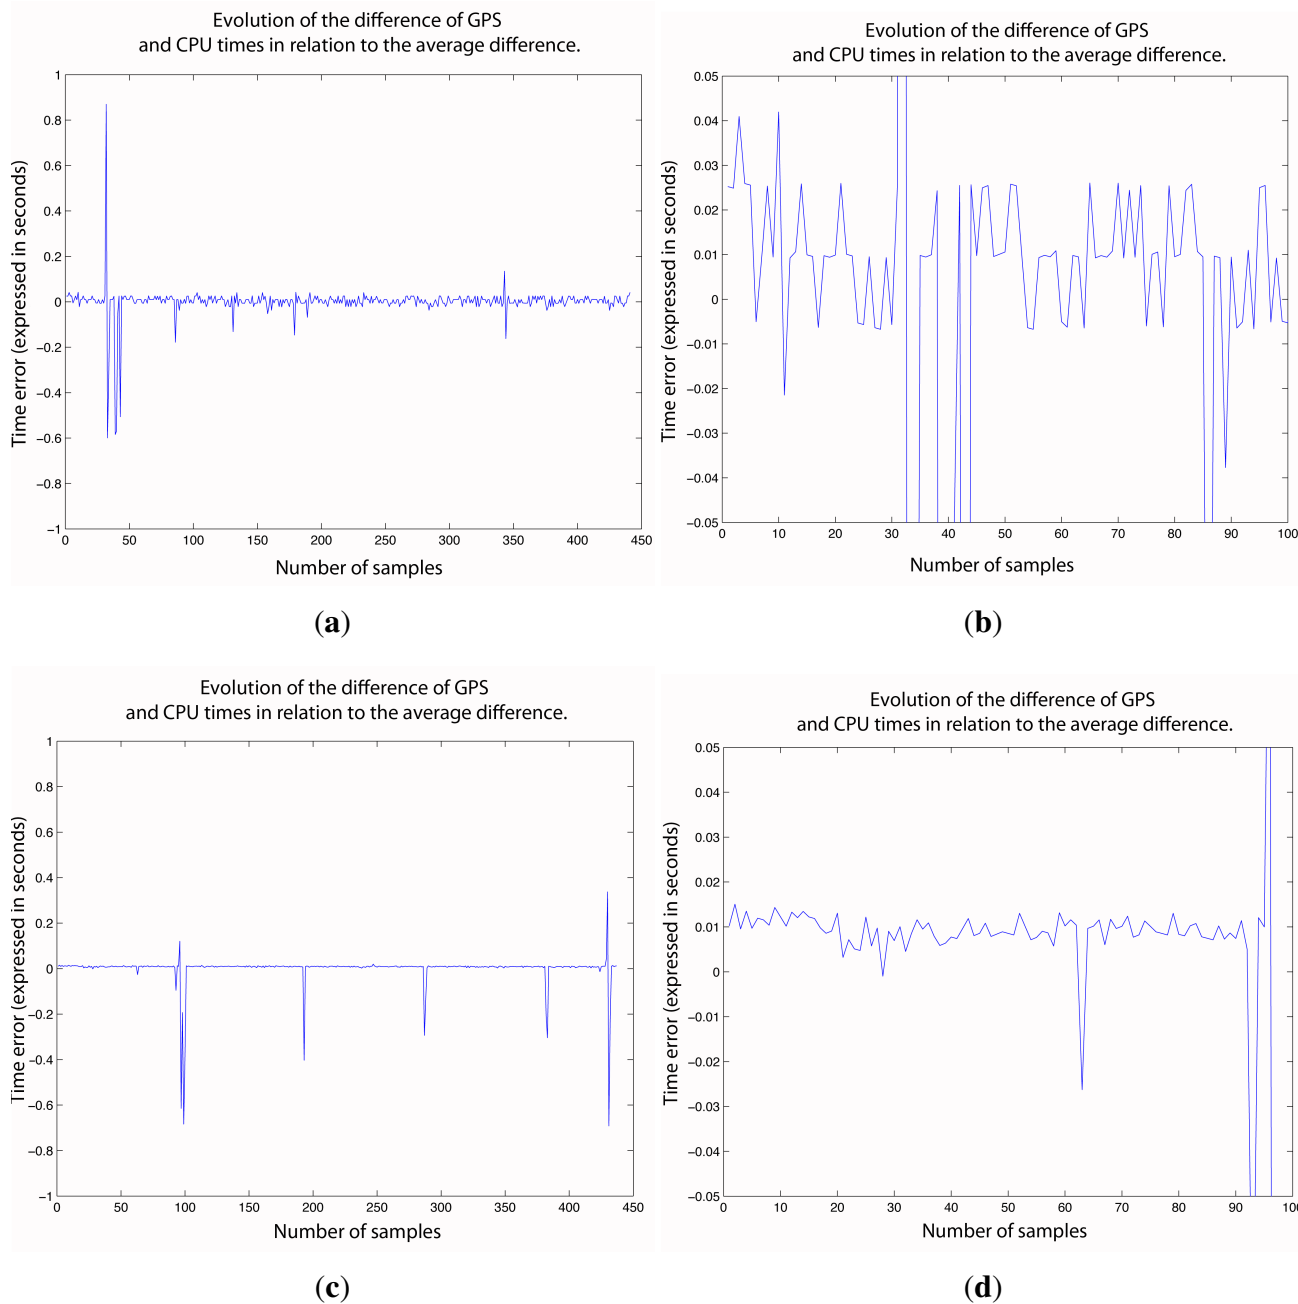 Evolution of the difference of GPS
and CPU times in relation to the average difference.
Time error (expressed in seconds)
1
0.8
0.6
0.4
0.2
0
−0.2
−0.4
−0.6
−0.8
−1
0 50 100 150 200 250 300 350 400 450
Number of samples
(a)
Evolution of the difference of GPS
and CPU times in relation to the average difference.
Time error (expressed in seconds)
0.05
0.04
0.03
0.02
0.01
0
−0.01
−0.02
−0.03
−0.04
−0.05
0 10 20 30 40 50 60 70 80 90 100
Number of samples
(b)
Evolution of the difference of GPS
and CPU times in relation to the average difference.
Time error (expressed in seconds)
1
0.8
0.6
0.4
0.2
0
−0.2
−0.4
−0.6
−0.8
−1
0 50 100 150 200 250 300 350 400 450
Number of samples
(c)
Evolution of the difference of GPS
and CPU times in relation to the average difference.
Time error (expressed in seconds)
0.05
0.04
0.03
0.02
0.01
0
−0.01
−0.02
−0.03
−0.04
−0.05
0 10 20 30 40 50 60 70 80 90 100
Number of samples
(d)